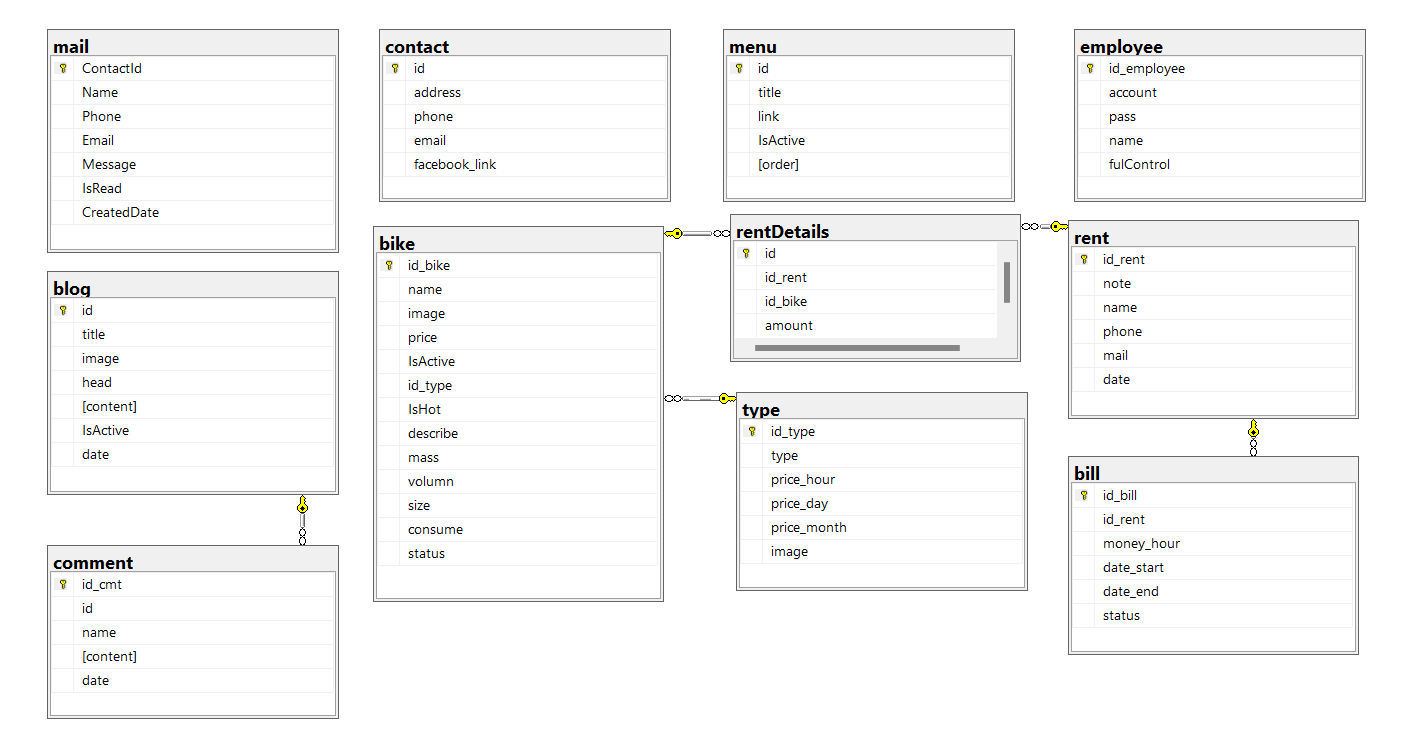 mail
ContactId
Name
Phone
Email
Message
IsRead
CreatedDate
contact
id
address
phone
email
facebook_link
menu
id
title
link
IsActive
[order]
employee
id_employee
account
pass
name
fulControl
blog
id
title
image
head
[content]
IsActive
date
bike
id_bike
name
image
price
IsActive
id_type
IsHot
describe
mass
volumn
size
consume
status
rentDetails
id
id_rent
id_bike
amount
rent
id_rent
note
name
phone
mail
date
type
id_type
type
price_hour
price_day
price_month
image
bill
id_bill
id_rent
money_hour
date_start
date_end
status
comment
id_cmt
id
name
[content]
date